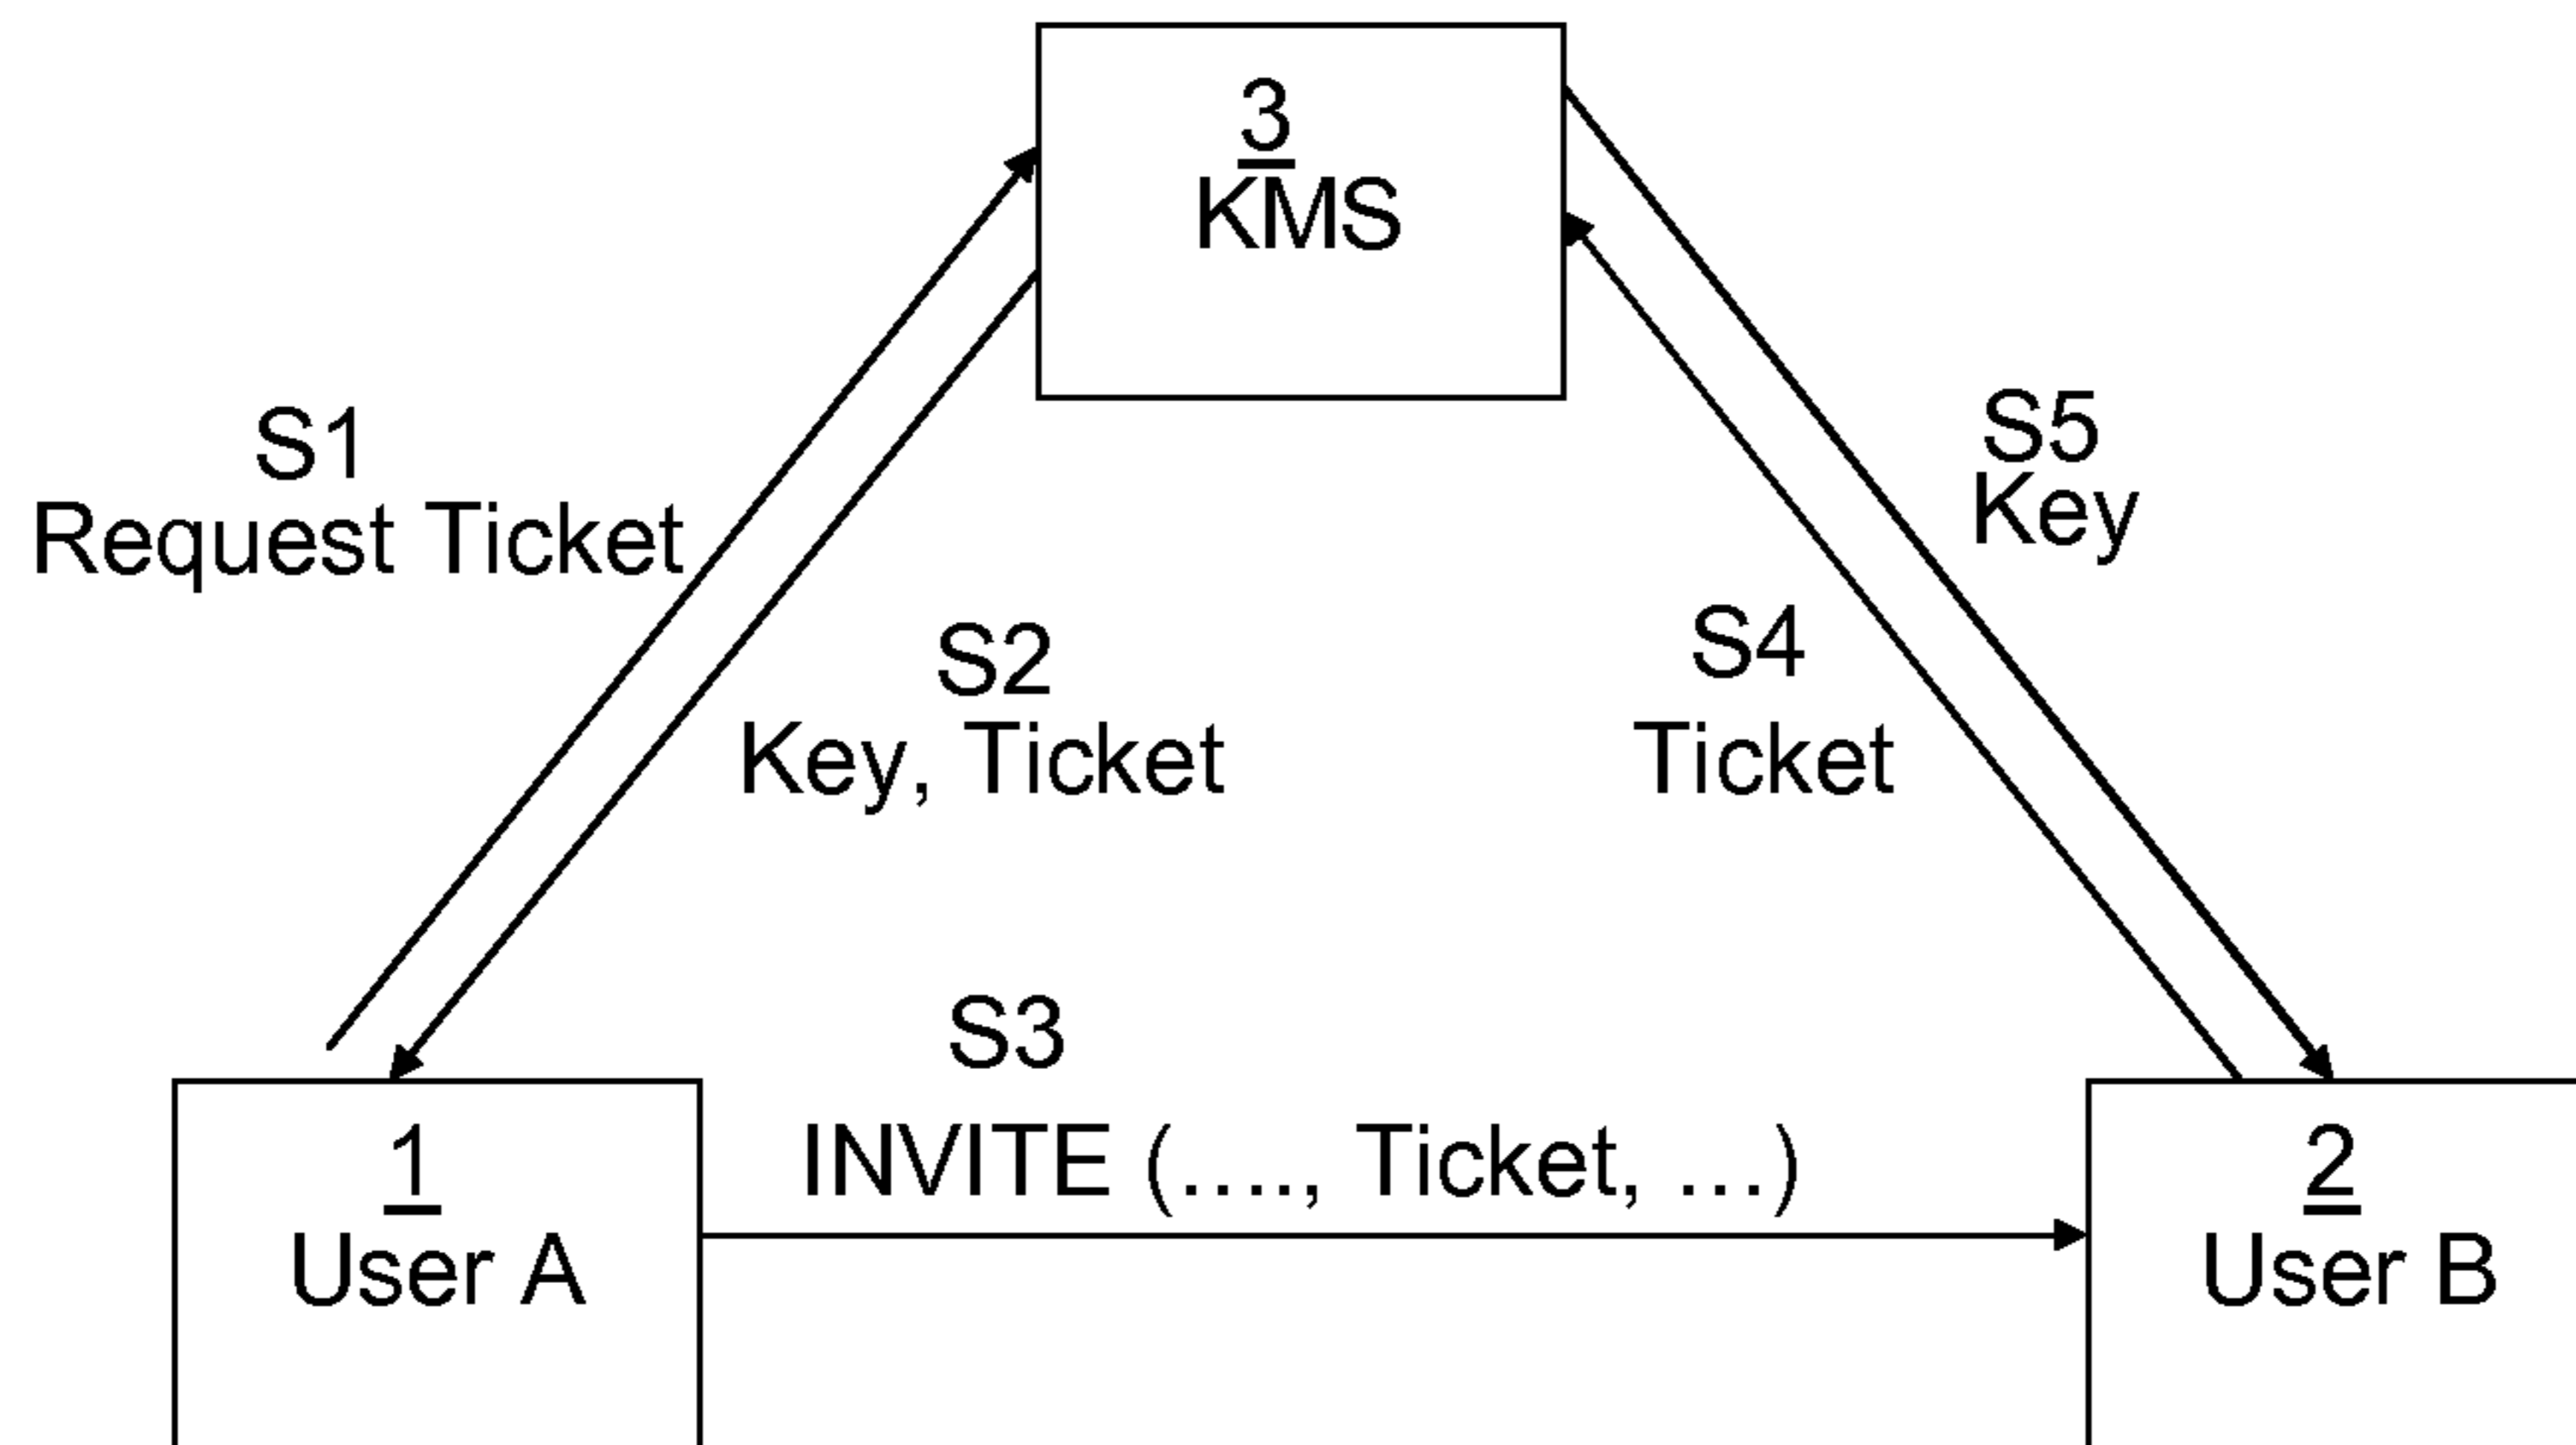 3
KMS
S1
Request Ticket
S2
Key, Ticket
S5
Key
S4
Ticket
S3
INVITE (...., Ticket, ...)
1
User A
2
User B